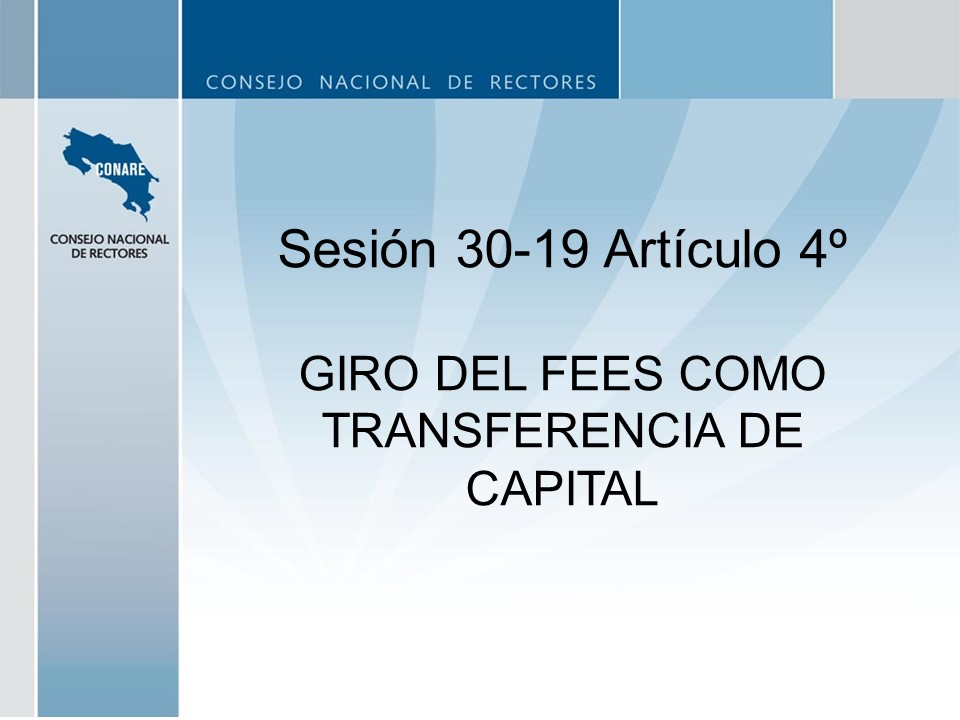 CONSEJO NACIONAL DE RECTORES
CONARE
CONSEJO NACIONAL
DE RECTORES
Sesión 30-19 Artículo 4º
GIRO DEL FEES COMO
TRANSFERENCIA DE
CAPITAL